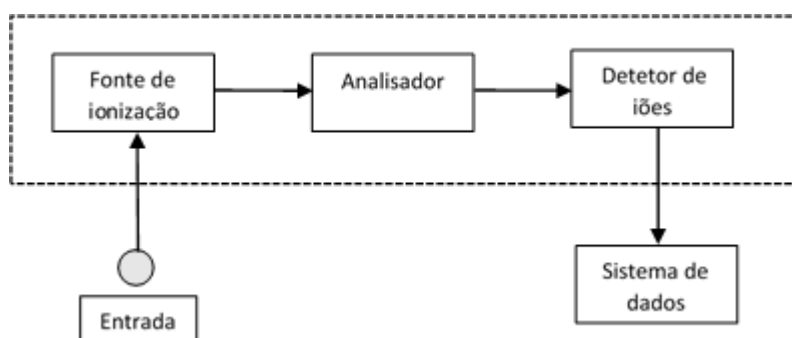 Fonte de
ionização
Analisador
Detetor de
iões
Entrada
Sistema de
dados